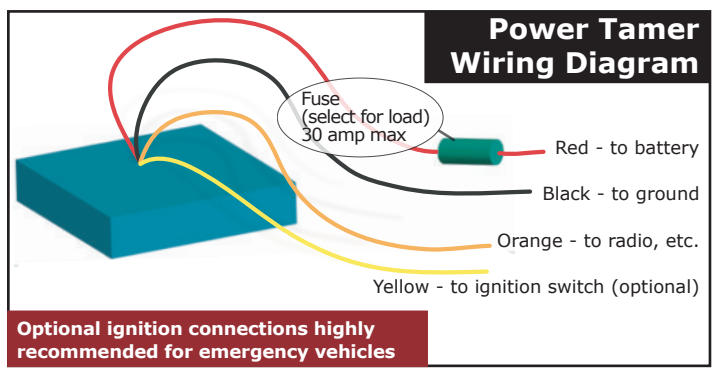 Power Tamer
Wiring Diagram
Fuse
(select for load)
30 amp max
Red - to battery
Black - to ground
Orange - to radio, etc.
Yellow - to ignition switch (optional)
Optional ignition connections highly
recommended for emergency vehicles